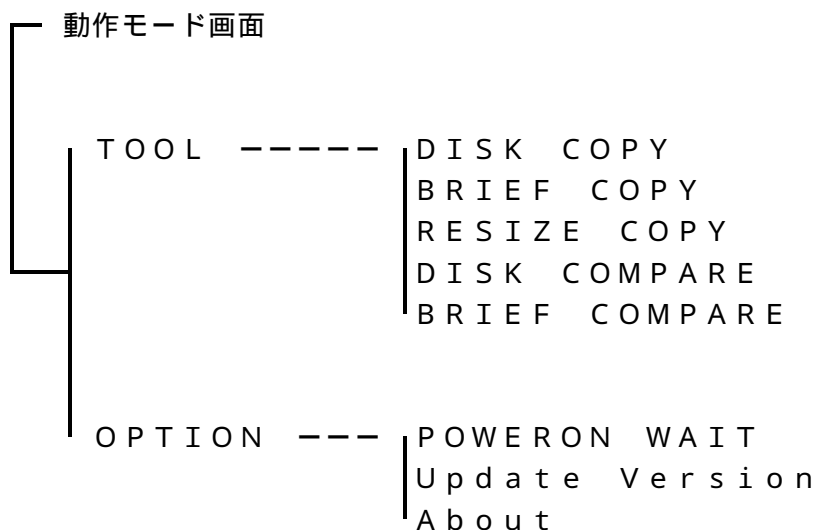 動作モード画面
ＴＯＯＬ　－－－－－　ＤＩＳＫ　ＣＯＰＹ
ＢＲＩＥＦ　ＣＯＰＹ
ＲＥＳＩＺＥ　ＣＯＰＹ
ＤＩＳＫ　ＣＯＭＰＡＲＥ
ＢＲＩＥＦ　ＣＯＭＰＡＲＥ
ＯＰＴＩＯＮ　－－－　ＰＯＷＥＲＯＮ　ＷＡＩＴ
Ｕｐｄａｔｅ　Ｖｅｒｓｉｏｎ
Ａｂｏｕｔ